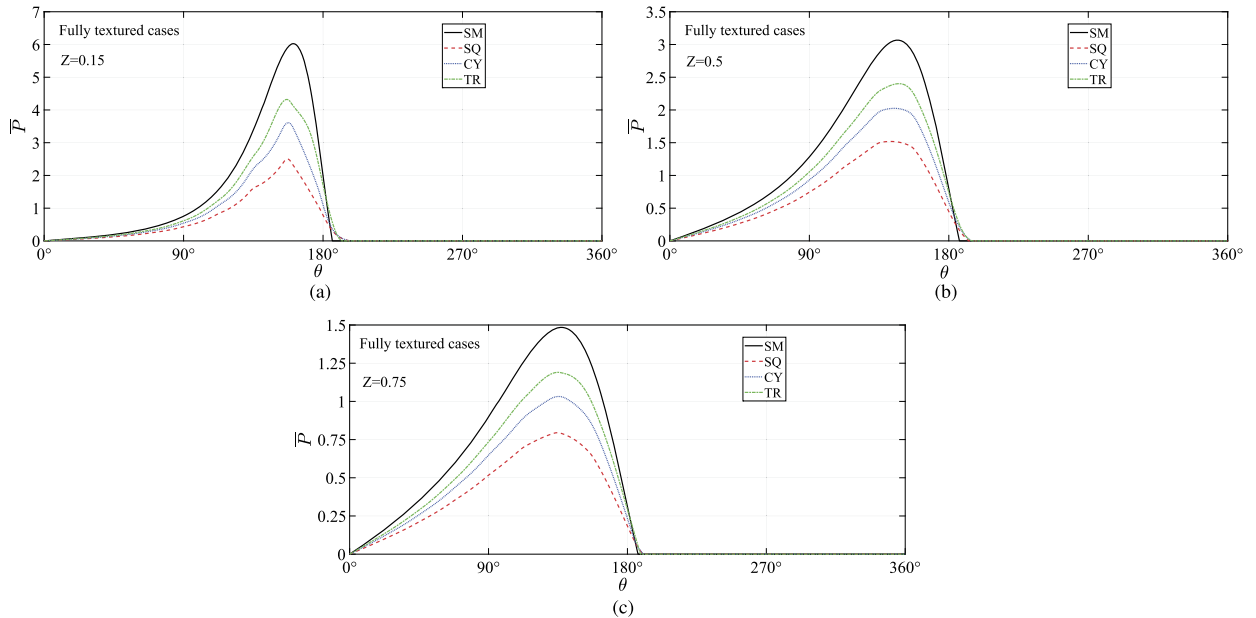 Fully textured cases
Z=0.15
SM
SQ
CY
TR
6
5
4
3
2
1
0
P
0° 90° 180° 270° 360°
θ
(a)
Fully textured cases
Z=0.5
SM
SQ
CY
TR
3.5
3
2.5
2
1.5
1
0.5
0
P
0° 90° 180° 270° 360°
θ
(b)
Fully textured cases
Z=0.75
SM
SQ
CY
TR
1.5
1.25
1
0.75
0.5
0.25
0
P
0° 90° 180° 270° 360°
θ
(c)